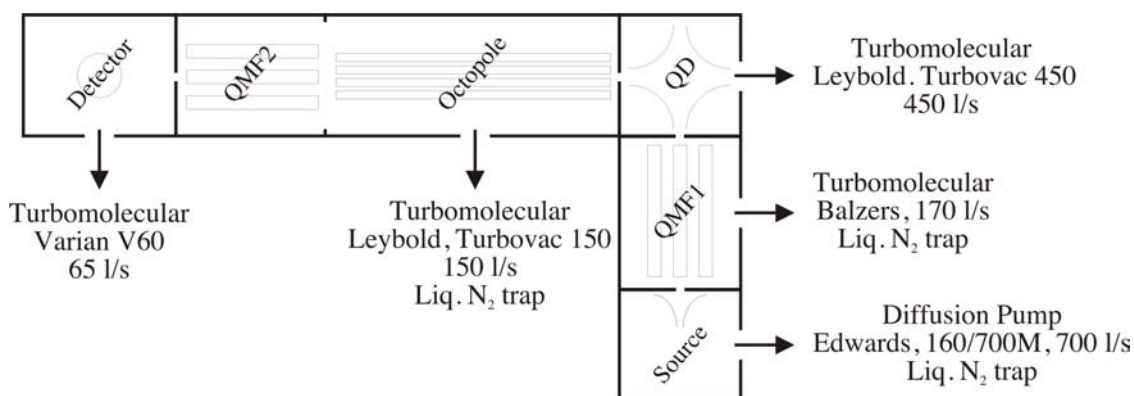 Detector
QMF2
Octopole
QD
Turbomolecular
Leybold. Turbovac 450
450 l/s
QMF1
Turbomolecular
Balzers, 170 l/s
Liq. N₂ trap
Turbomolecular
Varian V60
65 l/s
Turbomolecular
Leybold, Turbovac 150
150 l/s
Liq. N₂ trap
Source
Diffusion Pump
Edwards, 160/700M, 700 l/s
Liq. N₂ trap